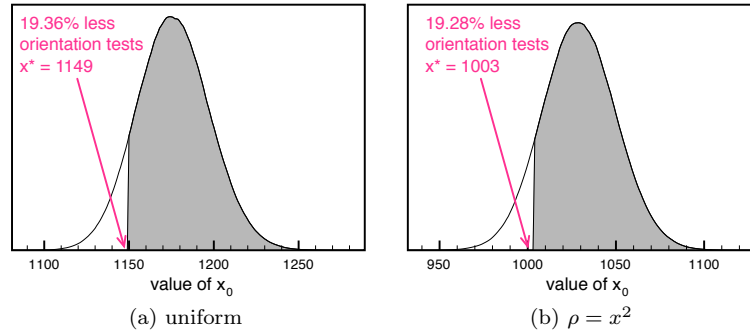 19.36% less
orientation tests
x* = 1149
1100 1150 1200 1250
value of x₀
(a) uniform
19.28% less
orientation tests
x* = 1003
950 1000 1050 1100
value of x₀
(b) ρ = x²